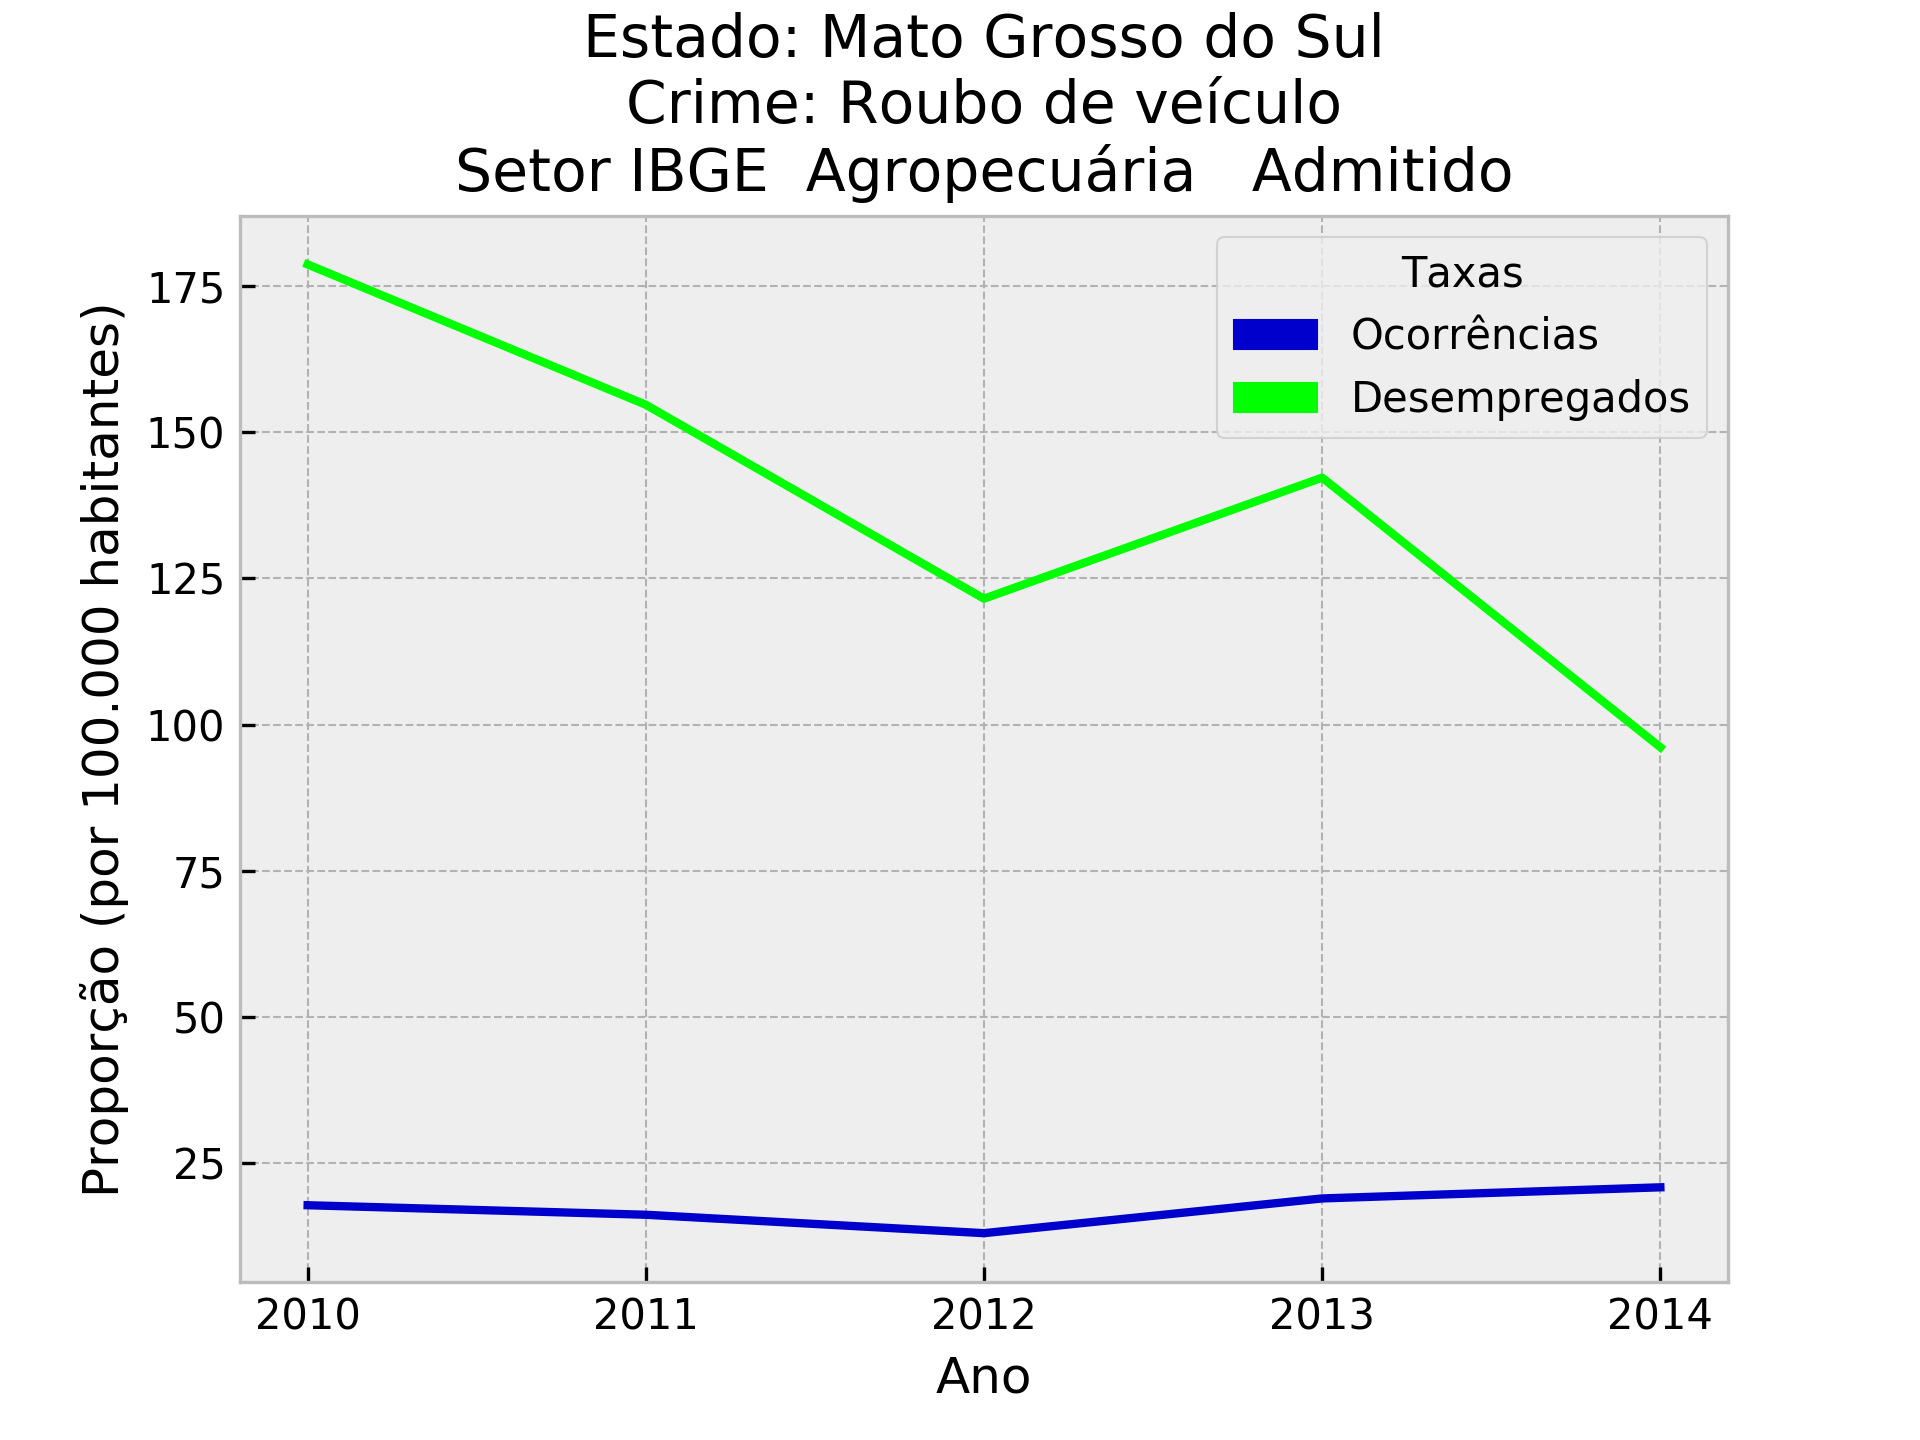 Estado: Mato Grosso do Sul
Crime: Roubo de veículo
Setor IBGE  Agropecuária   Admitido
Taxas
Ocorrências
Desempregados
Proporção (por 100.000 habitantes)
175
150
125
100
75
50
25
2010 2011 2012 2013 2014
Ano